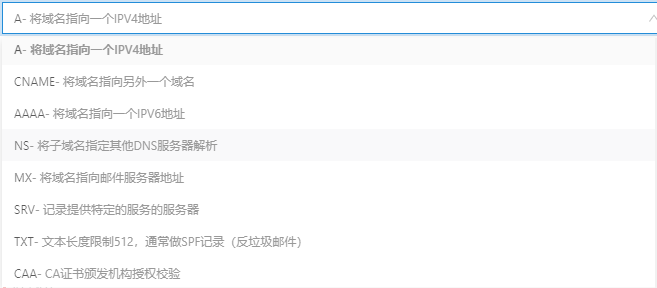 A- 将域名指向一个IPV4地址
A- 将域名指向一个IPV4地址
CNAME- 将域名指向另外一个域名
AAAA- 将域名指向一个IPV6地址
NS- 将子域名指定其他DNS服务器解析
MX- 将域名指向邮件服务器地址
SRV- 记录提供特定的服务的服务器
TXT- 文本长度限制512，通常做SPF记录（反垃圾邮件）
CAA- CA证书颁发机构授权校验